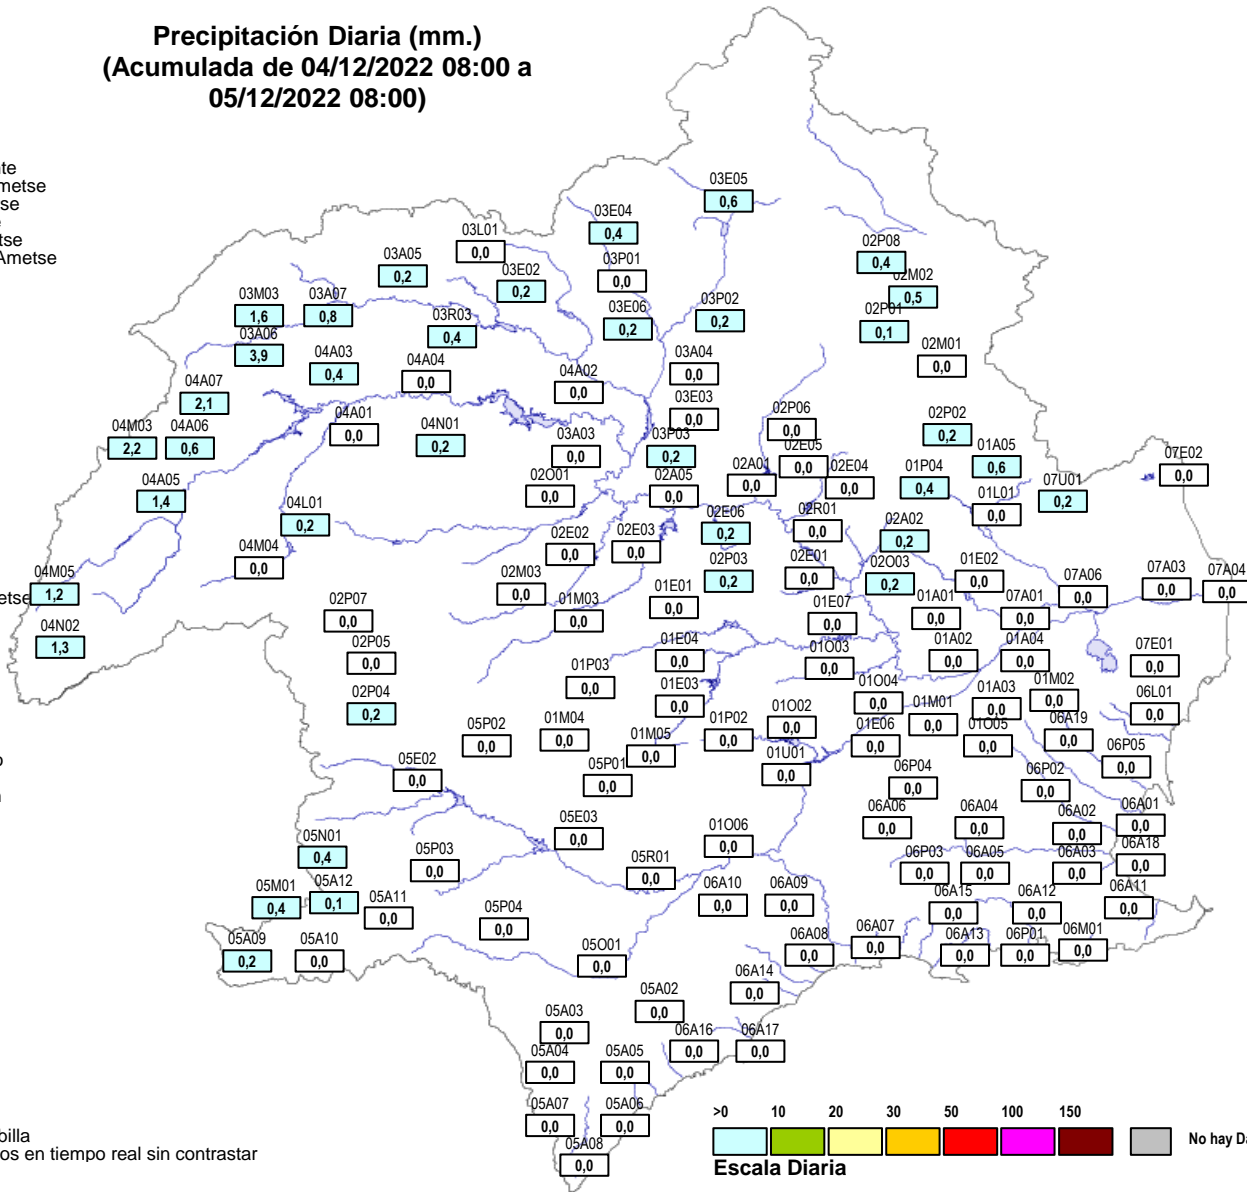 Precipitación Diaria (mm.)
(Acumulada de 04/12/2022 08:00 a
05/12/2022 08:00)
nte
metse
se
e
tse
Ametse
03E05
0,6
03E04
0,4
03L01
0,0
03P01
0,0
02P08
0,4
03A05
0,2
03E02
0,2
02M02
0,5
03M03
1,6
03A07
0,8
03E06
0,2
03P02
0,2
02P01
0,1
03R03
0,4
03A06
3,9
04A03
0,4
04A04
0,0
04A02
0,0
03A04
0,0
02M01
0,0
04A07
2,1
03E03
0,0
04M03
2,2
04A06
0,6
04A01
0,0
04N01
0,2
03A03
0,0
03P03
0,2
02P06
0,0
02P02
0,2
02E05
0,0
01A05
0,6
07E02
0,0
04A05
1,4
02O01
0,0
02A05
0,0
02A01
0,0
02E04
0,0
01P04
0,4
01L01
0,0
07U01
0,2
04L01
0,2
02E06
0,2
02R01
0,0
02A02
0,2
04M04
0,0
02E02
0,0
02E03
0,0
04M05
1,2
etse
02M03
0,0
02P03
0,2
02E01
0,0
02O03
0,2
01E02
0,0
07A06
0,0
07A03
0,0
07A04
0,0
02P07
0,0
01M03
0,0
01E01
0,0
01E07
0,0
01A01
0,0
07A01
0,0
04N02
1,3
02P05
0,0
01E04
0,0
01O03
0,0
01A02
0,0
01A04
0,0
07E01
0,0
02P04
0,2
01P03
0,0
01E03
0,0
01O04
0,0
01M01
0,0
01A03
0,0
01M02
0,0
06L01
0,0
05P02
0,0
01M04
0,0
01M05
0,0
01P02
0,0
01O02
0,0
01E06
0,0
01O05
0,0
06A19
0,0
o
05E02
0,0
05P01
0,0
01U01
0,0
06P04
0,0
06P02
0,0
06P05
0,0
05E03
0,0
06A06
0,0
06A04
0,0
06A02
0,0
06A01
0,0
05N01
0,4
05P03
0,0
05R01
0,0
01O06
0,0
06P03
0,0
06A05
0,0
06A03
0,0
06A18
0,0
05M01
0,4
05A12
0,1
05A11
0,0
06A10
0,0
06A09
0,0
06A15
0,0
06A12
0,0
06A11
0,0
05A09
0,2
05A10
0,0
05P04
0,0
05O01
0,0
06A08
0,0
06A07
0,0
06A13
0,0
06P01
0,0
06M01
0,0
05A03
0,0
05A02
0,0
06A14
0,0
05A04
0,0
05A05
0,0
06A16
0,0
06A17
0,0
05A07
0,0
05A06
0,0
05A08
0,0
billa
os en tiempo real sin contrastar
>0 10 20 30 50 100 150
No hay Da
Escala Diaria